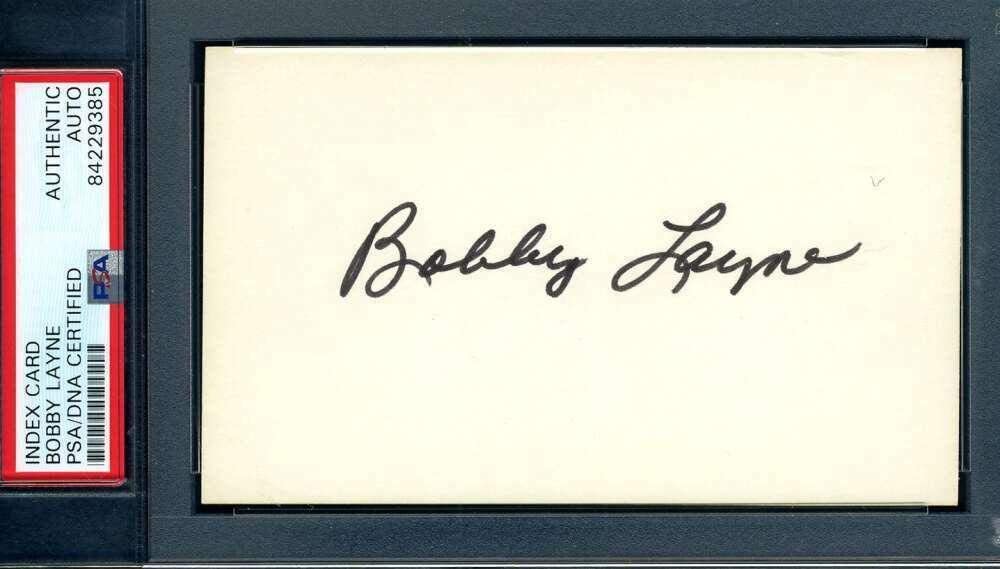 INDEX CARD
BOBBY LAYNE
PSA/DNA CERTIFIED
AUTHENTIC
AUTO
84229385
PSA
Bobby Layne